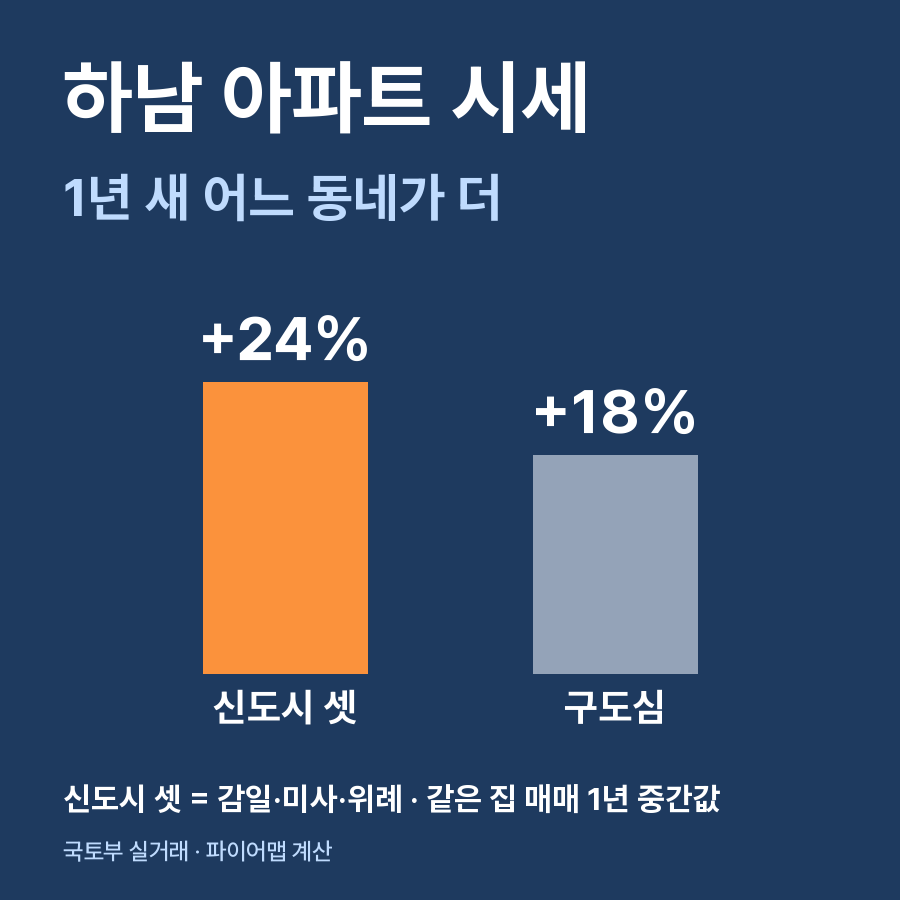 하남 아파트 시세
1년 새 어느 동네가 더
+24%
+18%
신도시 셋
구도심
신도시 셋 = 감일·미사·위례 · 같은 집 매매 1년 중간값
국토부 실거래 · 파이어맵 계산